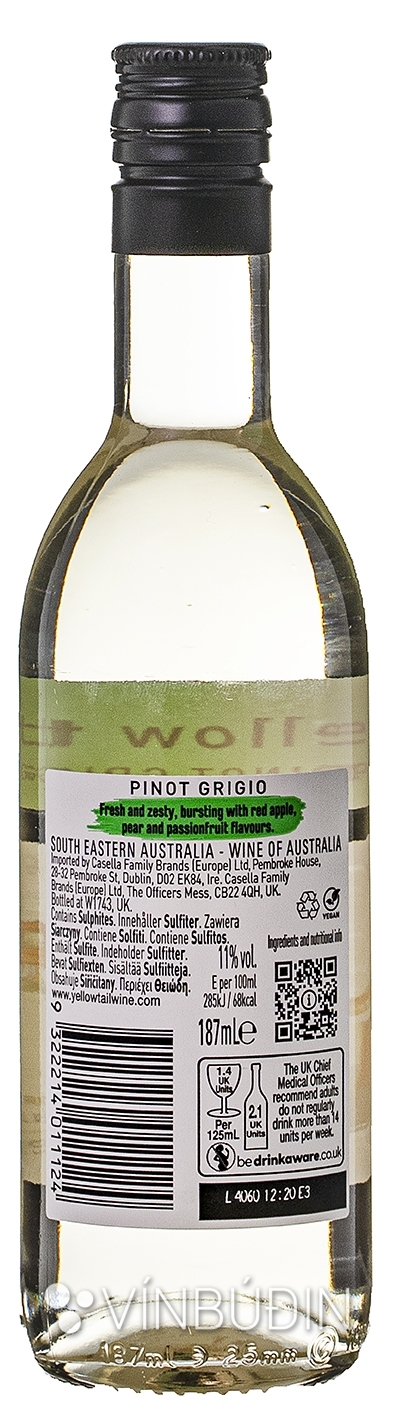 ellow t
PINOT GRIGIO
Fresh and zesty, bursting with red apple,
pear and passionfruit flavours.
SOUTH EASTERN AUSTRALIA - WINE OF AUSTRALIA
Imported by Casella Family Brands (Europe) Ltd, Pembroke House,
28-32 Pembroke St, Dublin, D02 EK84, Ire. Casella Family
Brands (Europe) Ltd, The Officers Mess, CB22 4QH, UK.
Bottled at W1743, UK.
Contains Sulphites. Innehåller Sulfiter. Zawiera
Siarczyny. Contiene Solfiti. Contiene Sulfitos.
Enthält Sulfite. Indeholder Sulfitter.
Bevat Sulfieten. Sisältää Sulfiitteja.
Obsahuje Siřičitany. Περιέχει Θειώδη.
www.yellowtailwine.com
VEGAN
Ingredients and nutritional info
11% vol.
E per 100ml
285kJ / 68kcal
187mLe
9 322214 011124
1.4
UK
Units
Per
125mL
2.1
UK
Units
The UK Chief
Medical Officers
recommend adults
do not regularly
drink more than 14
units per week.
bedrinkaware.co.uk
L 4060 12:20 E3
VÍNBÚÐIN
187mL 25mm